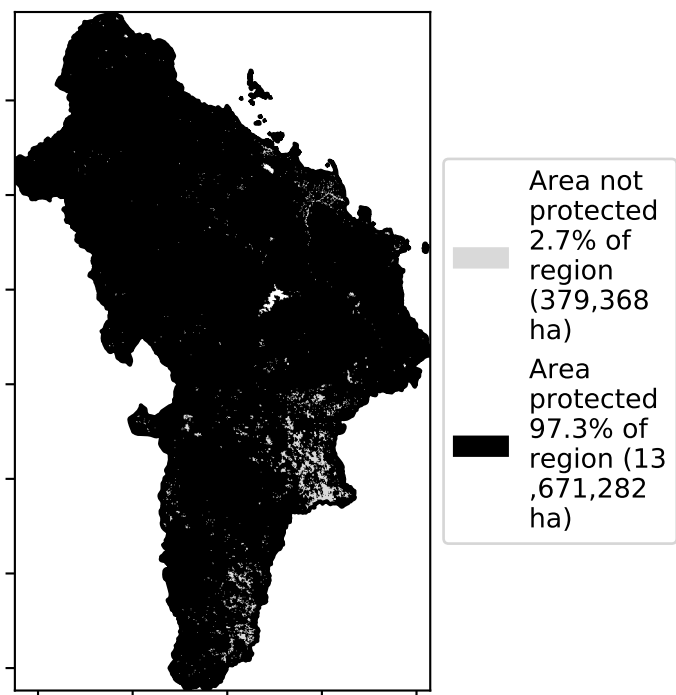 Area not
protected
2.7% of
region
(379,368
ha)
Area
protected
97.3% of
region (13
,671,282
ha)